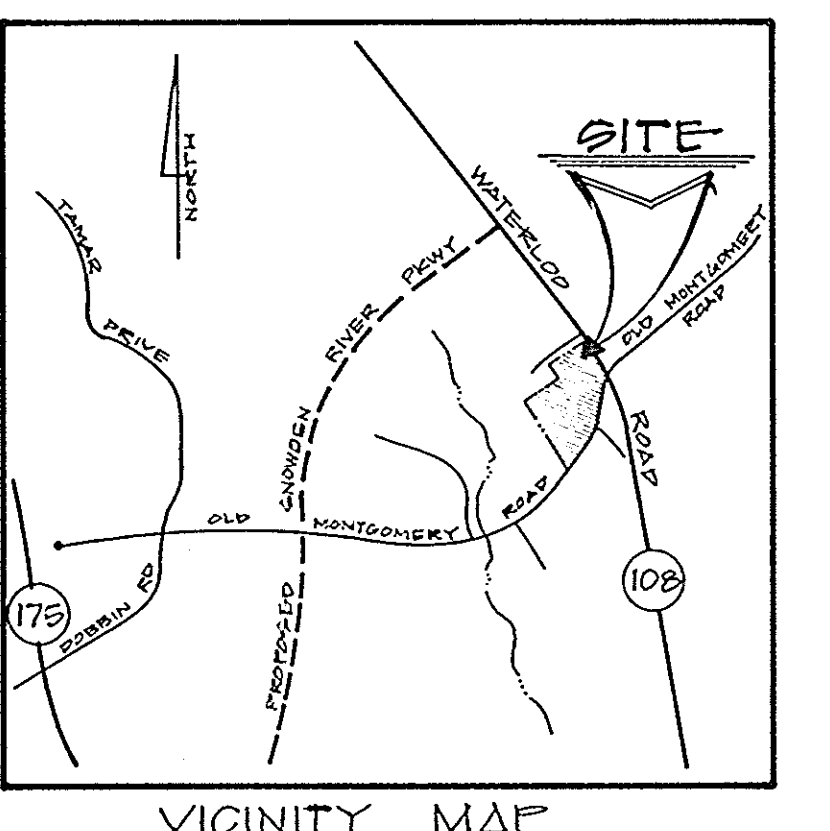 SITE
NORTH
WATERLOO
ROAD
TAMAR
DRIVE
PROPOSED SNOWDEN RIVER PKWY
OLD MONTGOMERY
ROAD
OLD MONTGOMERY ROAD
108
175
DOBBIN RD
VICINITY MAP